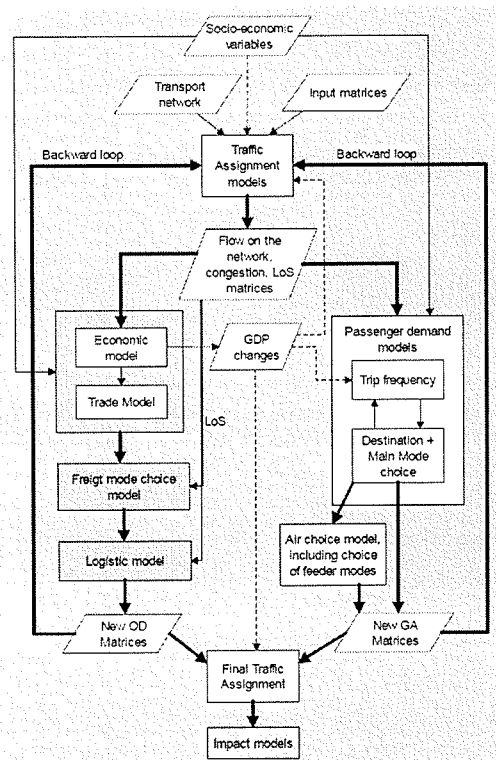 Socio-economic
variables
Transport
network
Input matrices
Backward loop
Backward loop
Traffic
Assignment
models
Flow on the
network,
congestion, LoS
matrices
Economic
model
Trade Model
GDP
changes
Passenger demand
models
Trip frequency
Destination +
Main Mode
choice
LoS
Freigt mode choice
model
Logistic model
Air choice model,
including choice
of feeder modes
New OD
Matrices
New GA
Matrices
Final Traffic
Assignment
Impact models